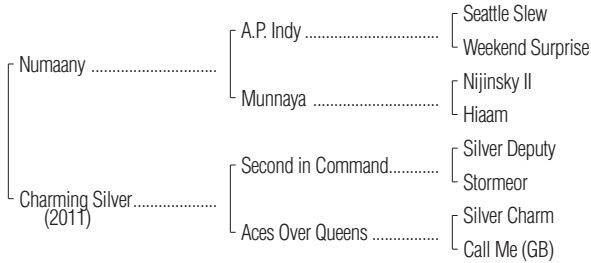 Seattle Slew
A.P. Indy ..............................
Weekend Surprise
Numaany ............................
Nijinsky II
Munnaya ............................
Hiaam
Silver Deputy
Second in Command............
Stormeor
Charming Silver...................
(2011)
Silver Charm
Aces Over Queens ...............
Call Me (GB)